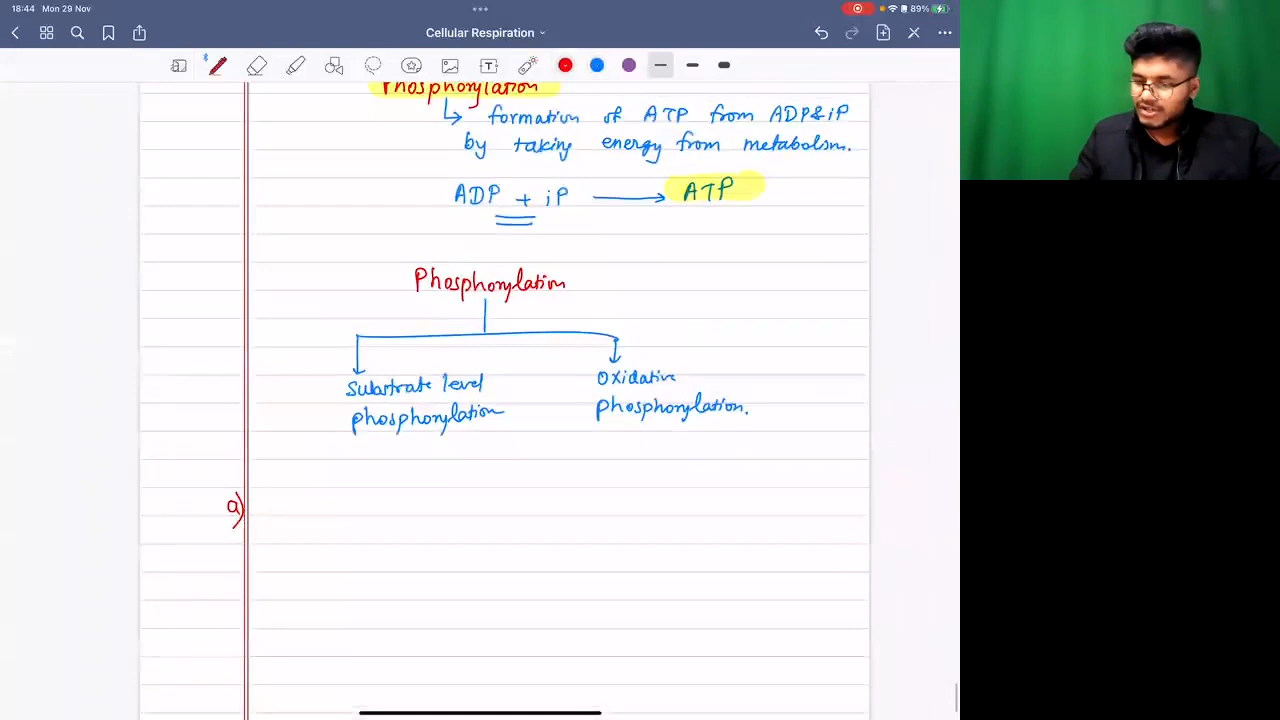 18:44 Mon 29 Nov
89%
Cellular Respiration
Phosphorylation
formation of ATP from ADP&iP
by taking energy from metabolism.
ADP + iP → ATP
Phosphorylation
Substrate level
phosphorylation
Oxidative
phosphorylation.
a)